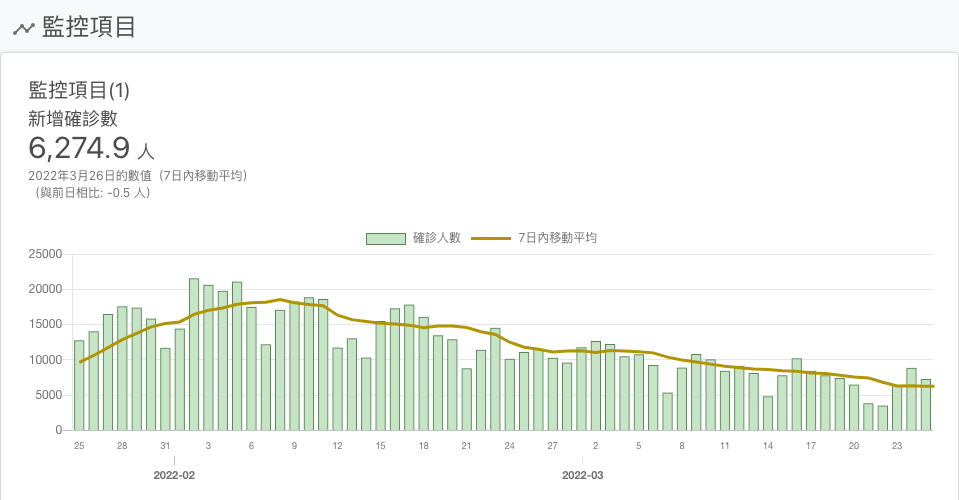 監控項目
監控項目(1)
新增確診數
6,274.9 人
2022年3月26日的數值（7日內移動平均）
（與前日相比: -0.5 人）
確診人數 7日內移動平均
25000
20000
15000
10000
5000
0
25 28 31 3 6 9 12 15 18 21 24 27 2 5 8 11 14 17 20 23
2022-02 2022-03